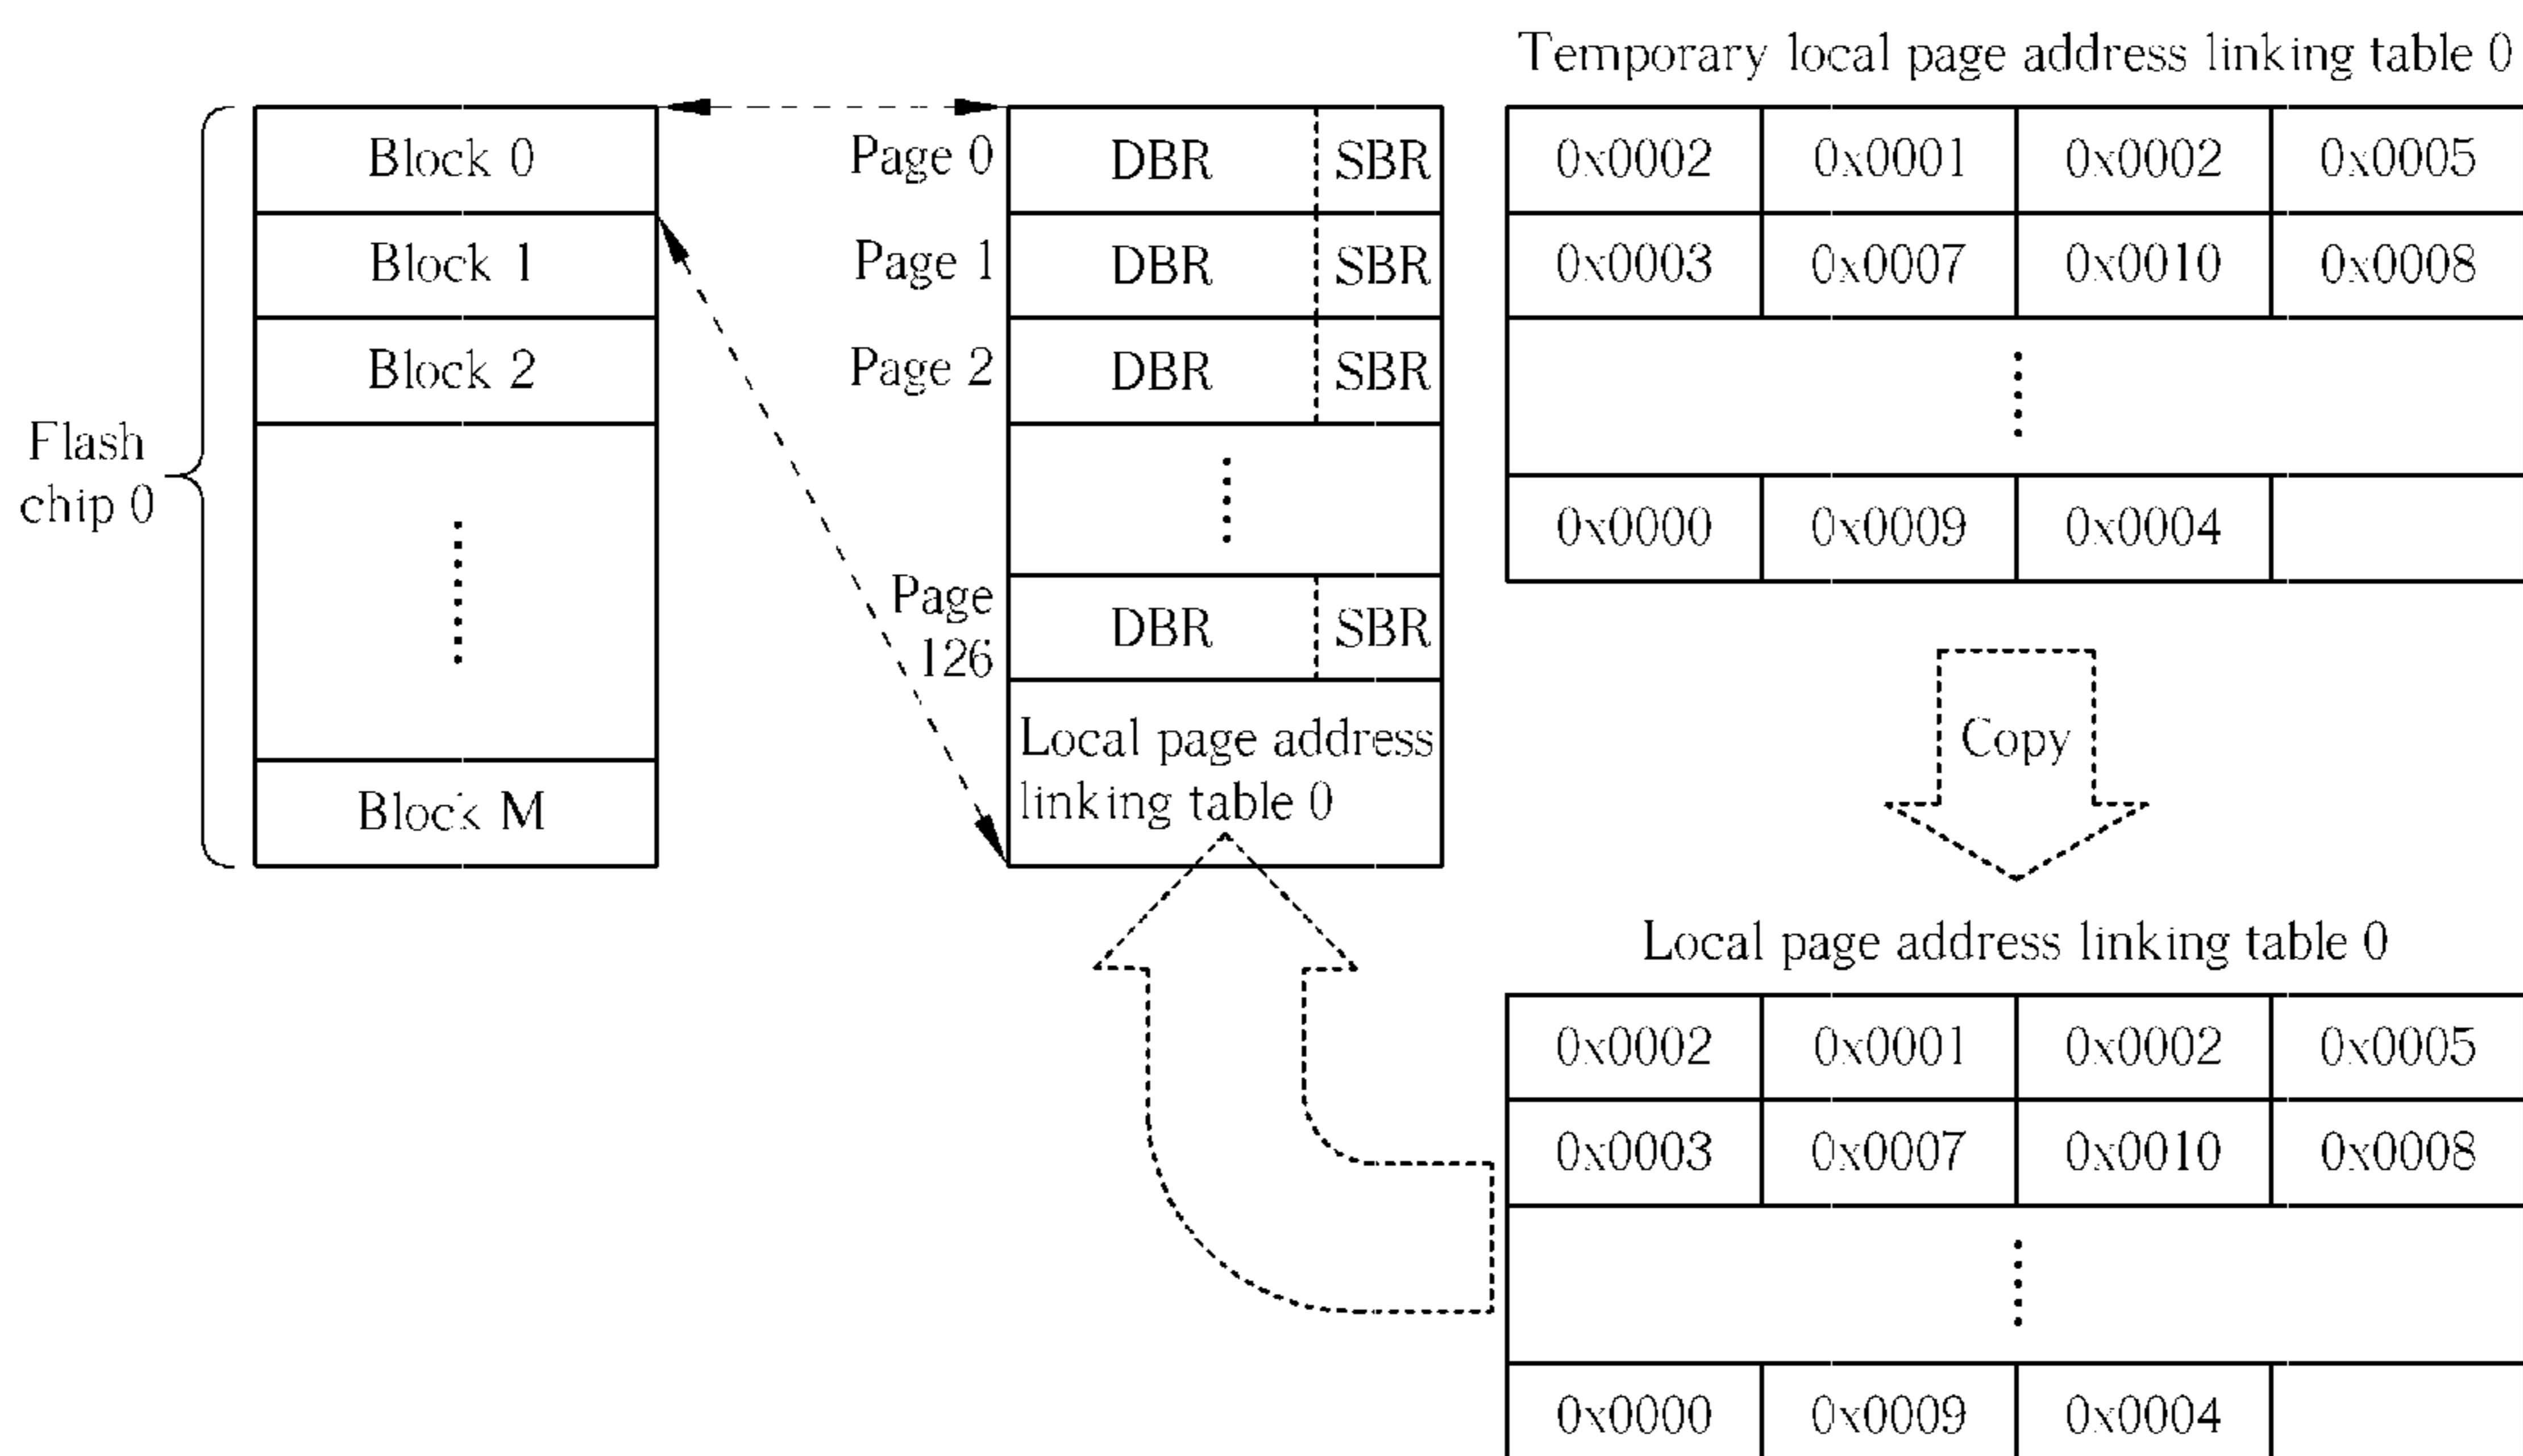 Temporary local page address linking table 0
Flash
chip 0
Block 0
Block 1
Block 2
Block M
Page 0
DBR
SBR
Page 1
DBR
SBR
Page 2
DBR
SBR
Page
126
DBR
SBR
Local page address
linking table 0
0x0002 0x0001 0x0002 0x0005
0x0003 0x0007 0x0010 0x0008
0x0000 0x0009 0x0004
Copy
Local page address linking table 0
0x0002 0x0001 0x0002 0x0005
0x0003 0x0007 0x0010 0x0008
0x0000 0x0009 0x0004